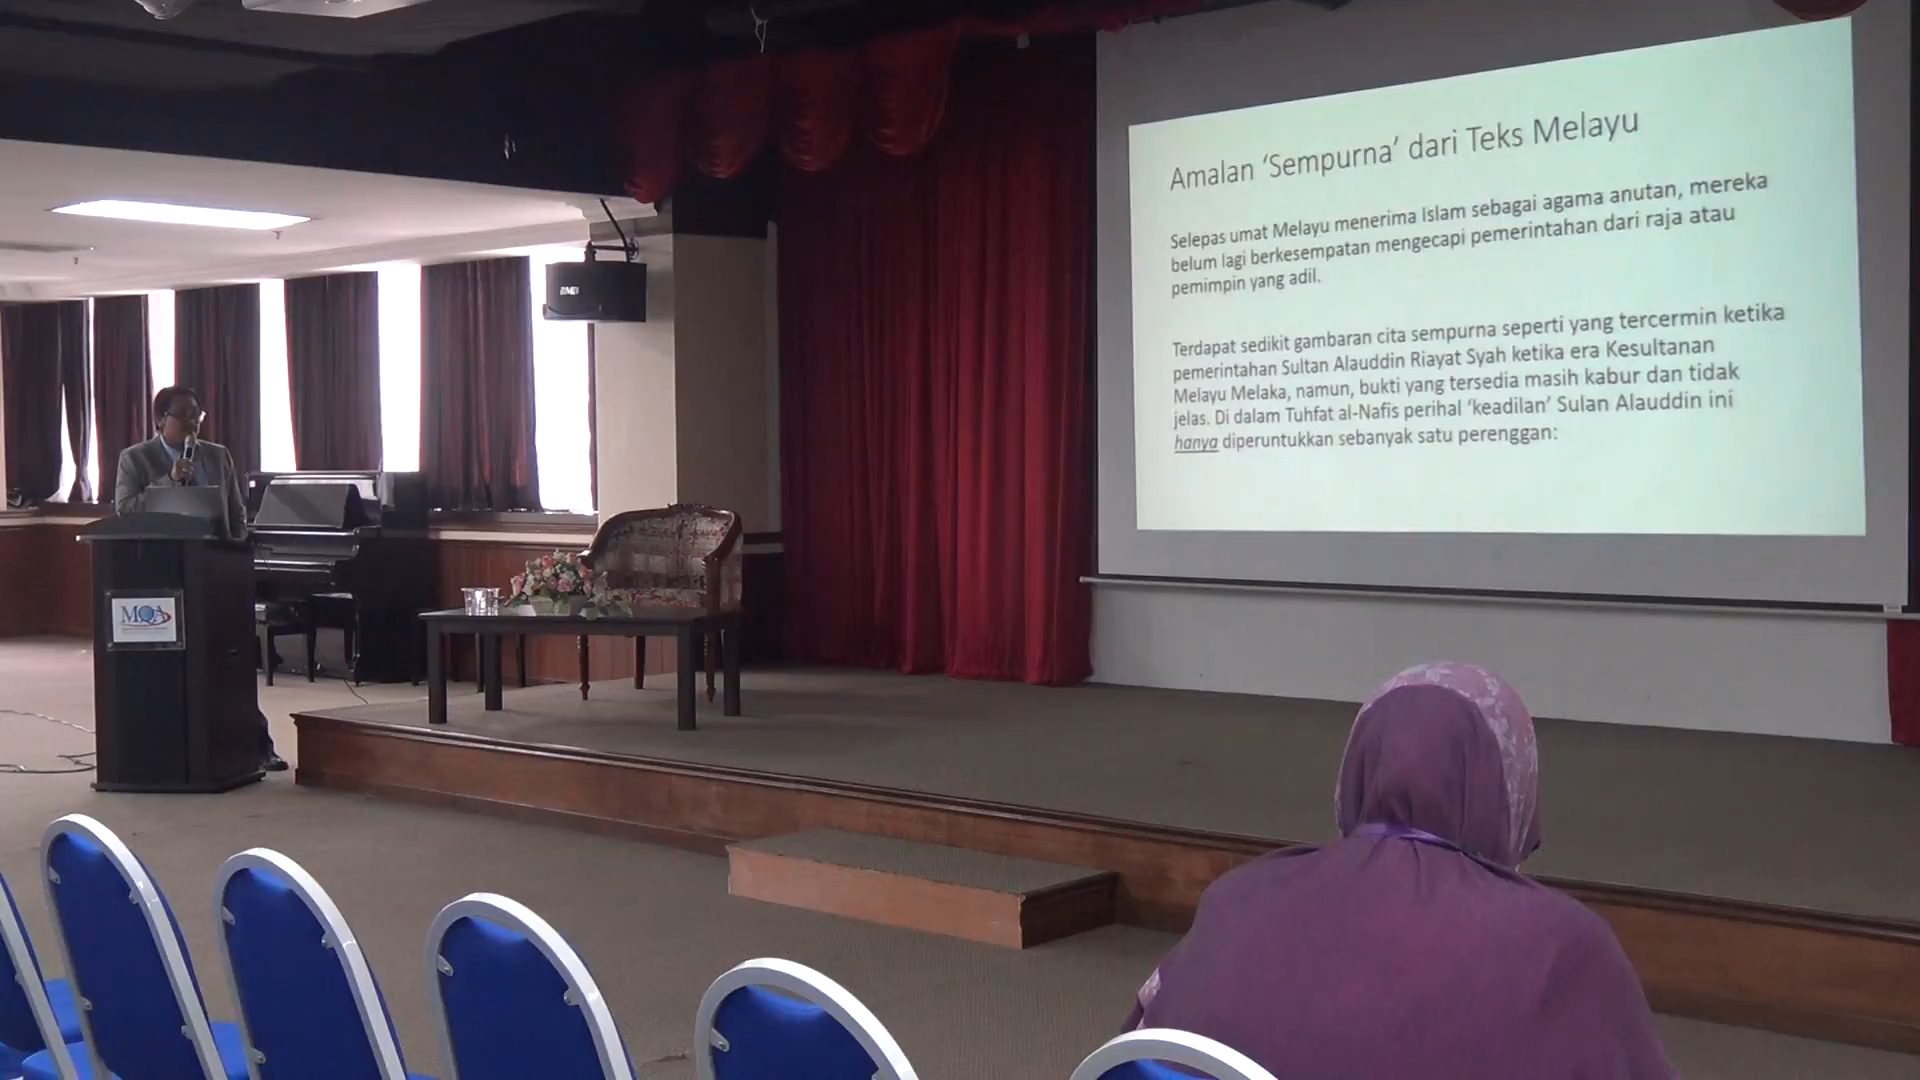 Amalan ‘Sempurna’ dari Teks Melayu
Selepas umat Melayu menerima Islam sebagai agama anutan, mereka
belum lagi berkesempatan mengecapi pemerintahan dari raja atau
pemimpin yang adil.
Terdapat sedikit gambaran cita sempurna seperti yang tercermin ketika
pemerintahan Sultan Alauddin Riayat Syah ketika era Kesultanan
Melayu Melaka, namun, bukti yang tersedia masih kabur dan tidak
jelas. Di dalam Tuhfat al-Nafis perihal ‘keadilan’ Sulan Alauddin ini
hanya diperuntukkan sebanyak satu perenggan:
MQA